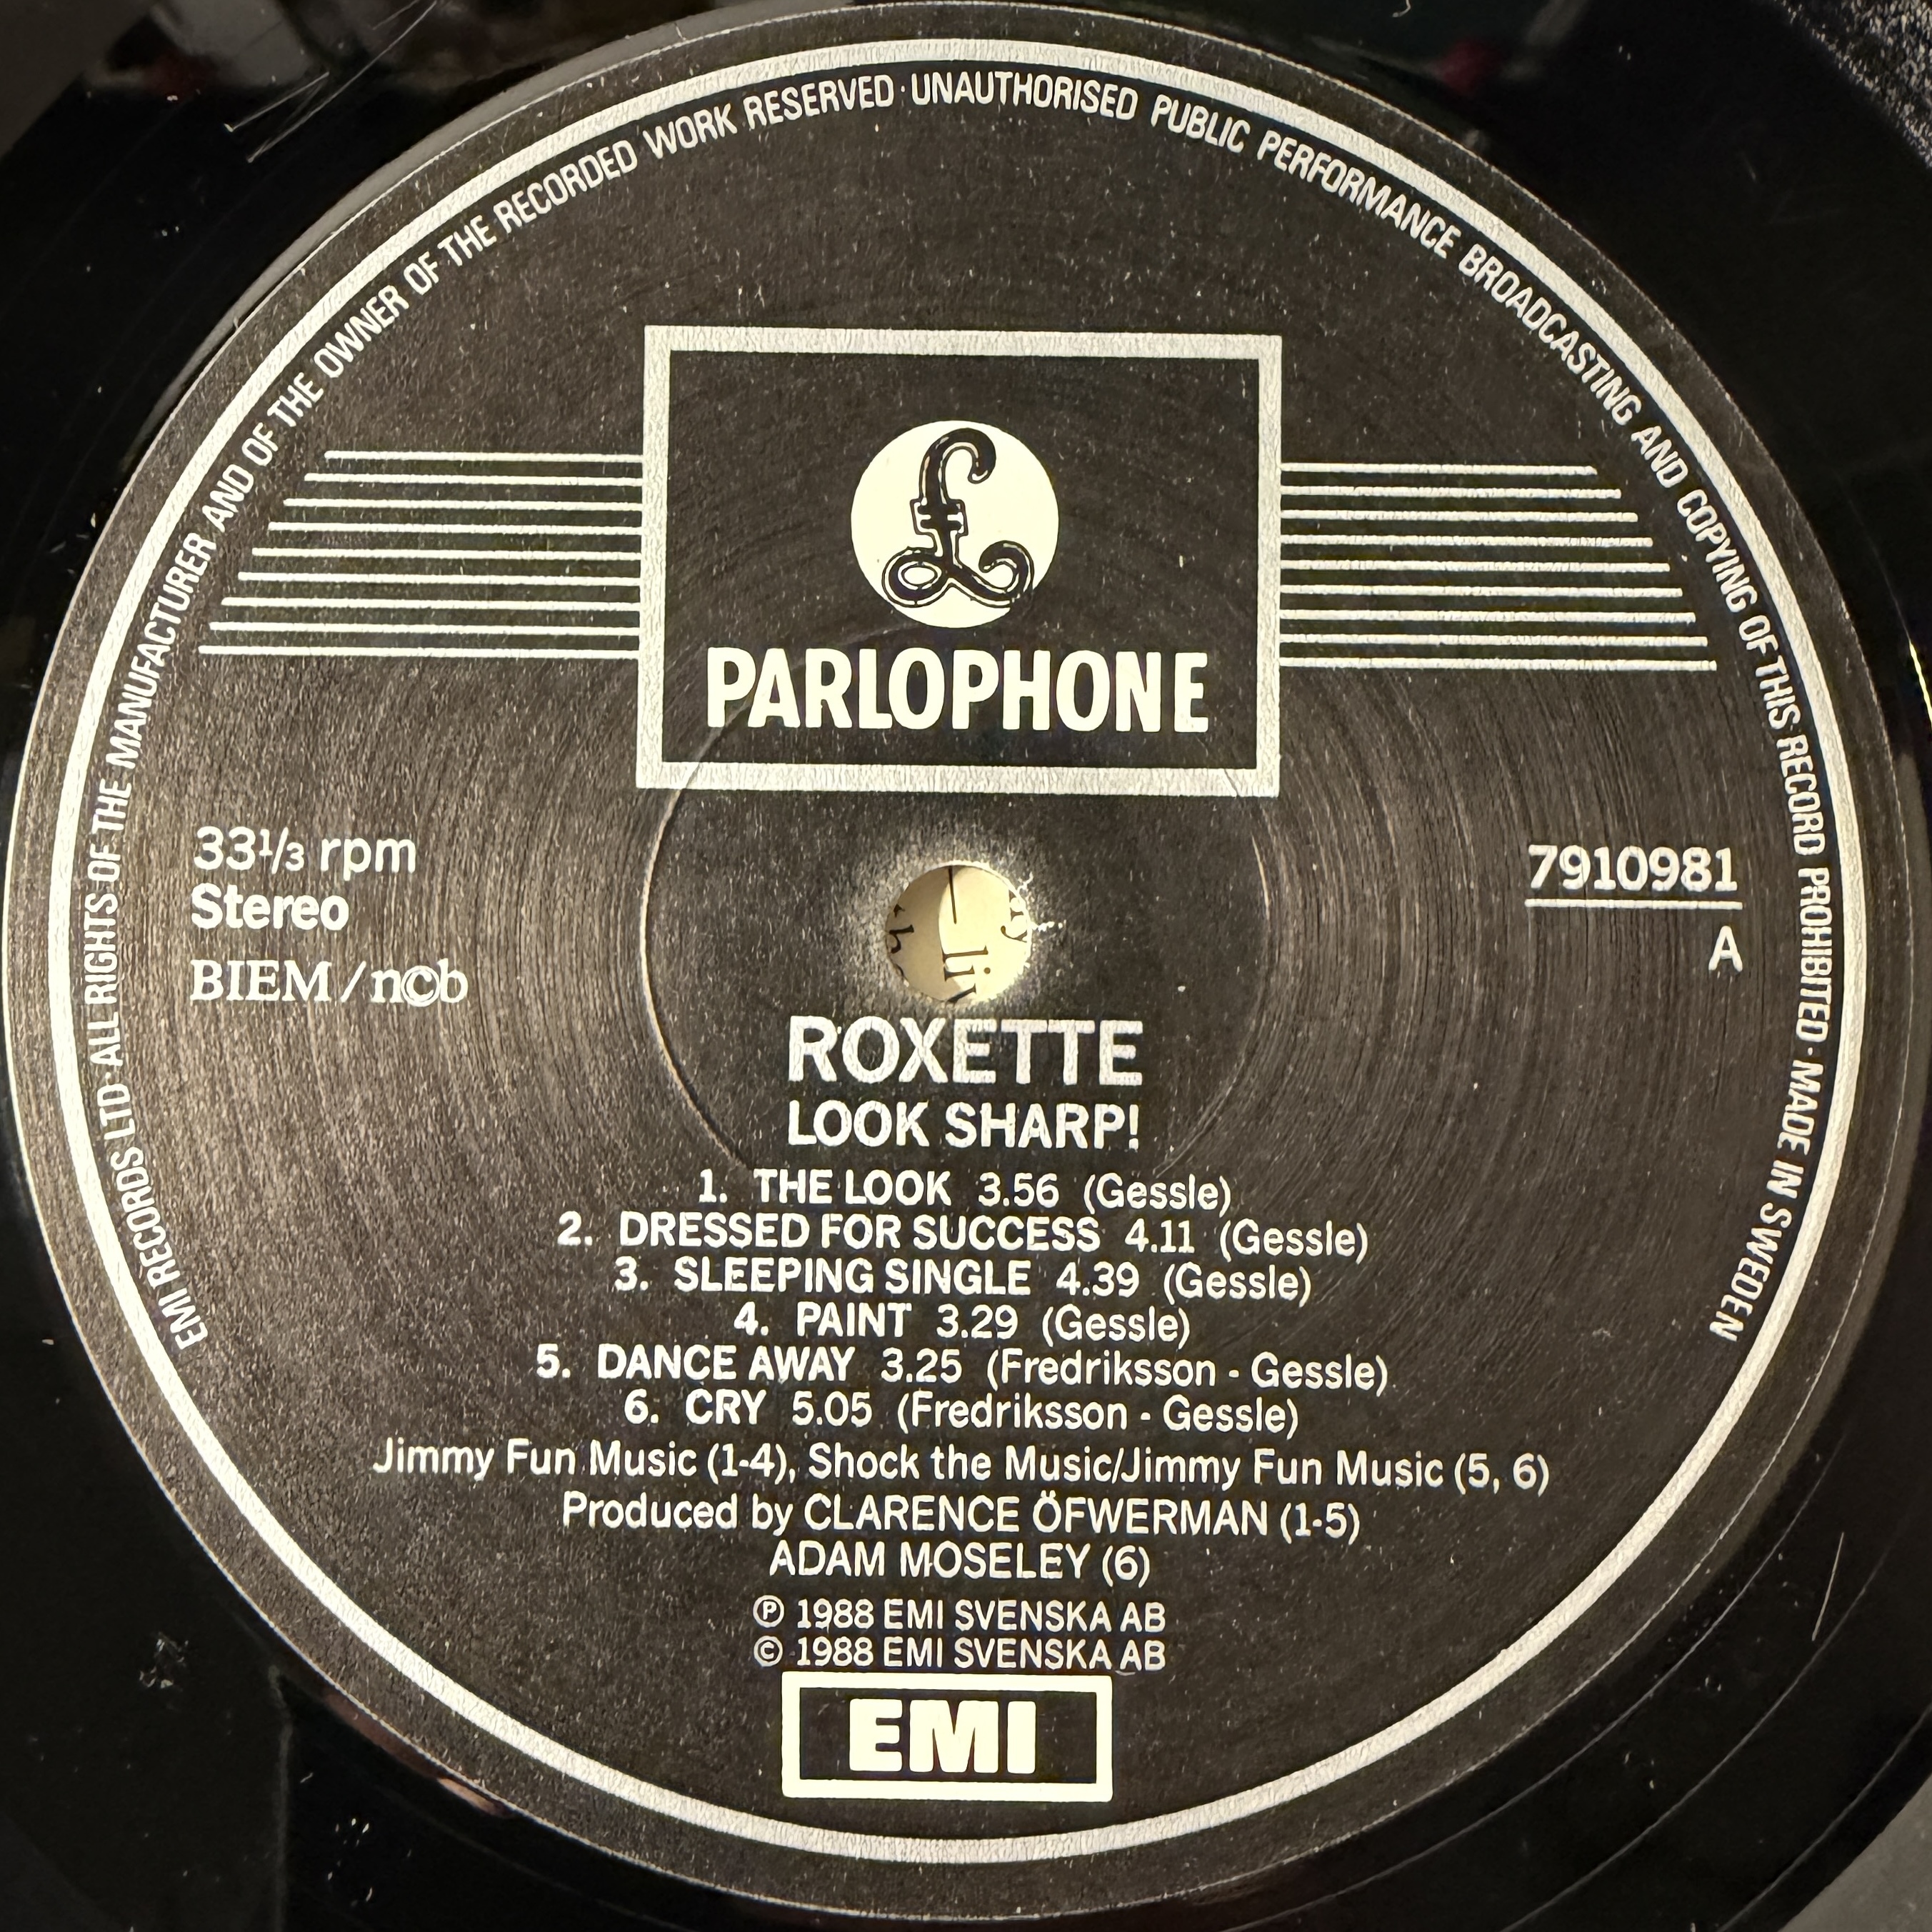 EMI RECORDS LTD · ALL RIGHTS OF THE MANUFACTURER AND OF THE OWNER OF THE RECORDED WORK RESERVED · UNAUTHORISED PUBLIC PERFORMANCE BROADCASTING AND COPYING OF THIS RECORD PROHIBITED · MADE IN SWEDEN
£
PARLOPHONE
33⅓ rpm
Stereo
BIEM / n©b
7910981
A
ROXETTE
LOOK SHARP!
1. THE LOOK 3.56 (Gessle)
2. DRESSED FOR SUCCESS 4.11 (Gessle)
3. SLEEPING SINGLE 4.39 (Gessle)
4. PAINT 3.29 (Gessle)
5. DANCE AWAY 3.25 (Fredriksson - Gessle)
6. CRY 5.05 (Fredriksson - Gessle)
Jimmy Fun Music (1-4), Shock the Music/Jimmy Fun Music (5, 6)
Produced by CLARENCE ÖFWERMAN (1-5)
ADAM MOSELEY (6)
℗ 1988 EMI SVENSKA AB
© 1988 EMI SVENSKA AB
EMI